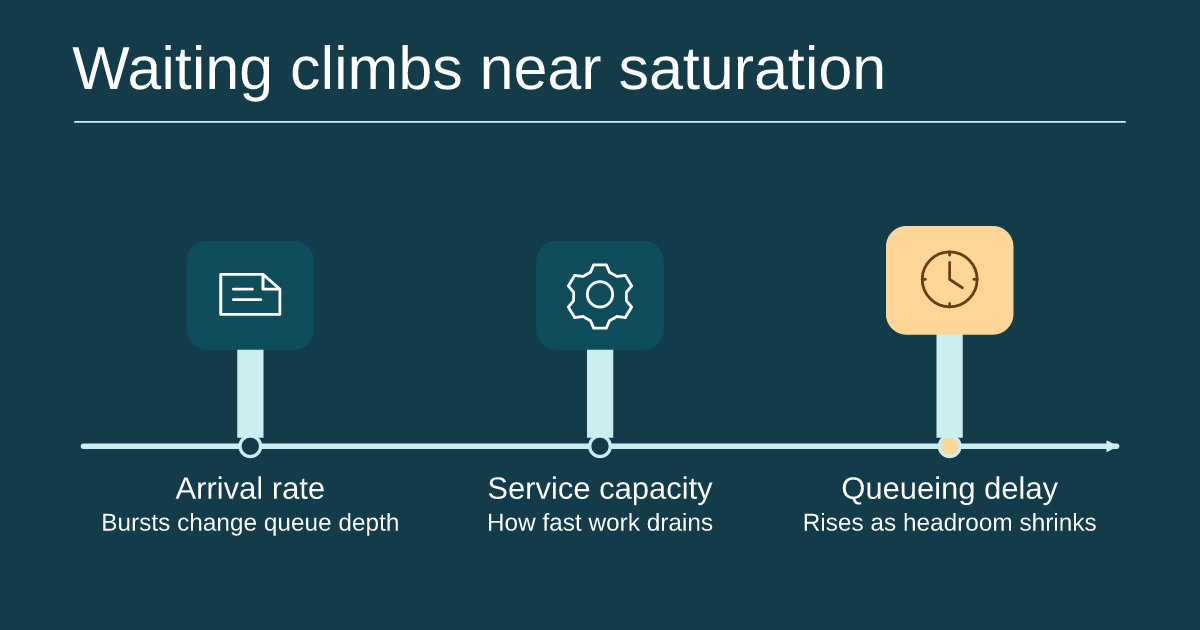 Waiting climbs near saturation
Arrival rate
Bursts change queue depth
Service capacity
How fast work drains
Queueing delay
Rises as headroom shrinks